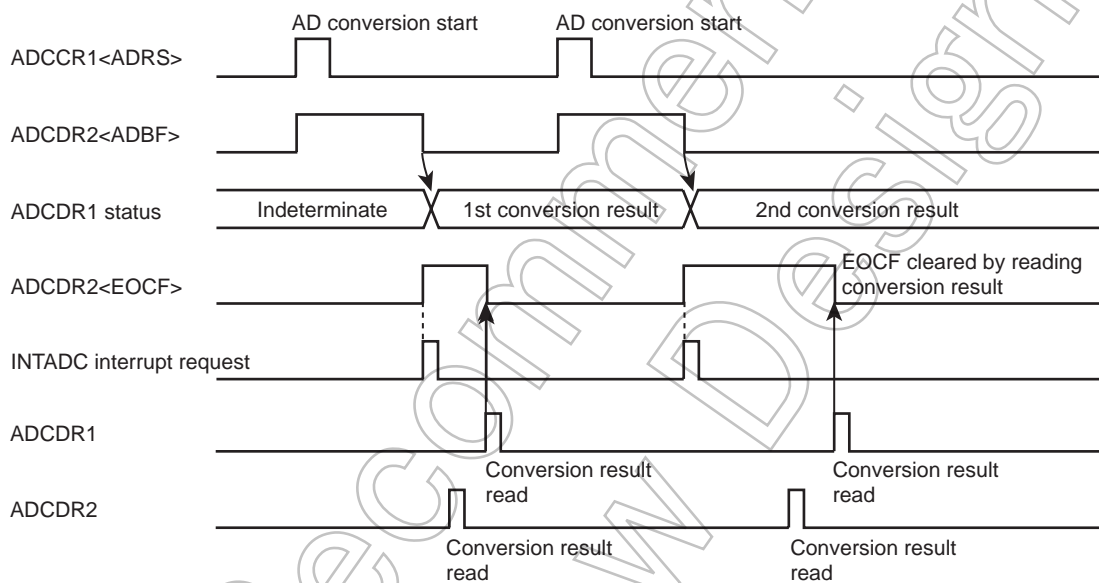 AD conversion start
AD conversion start
ADCCR1<ADRS>
ADCDR2<ADBF>
ADCDR1 status
Indeterminate
1st conversion result
2nd conversion result
EOCF cleared by reading
conversion result
ADCDR2<EOCF>
INTADC interrupt request
ADCDR1
Conversion result
read
Conversion result
read
ADCDR2
Conversion result
read
Conversion result
read